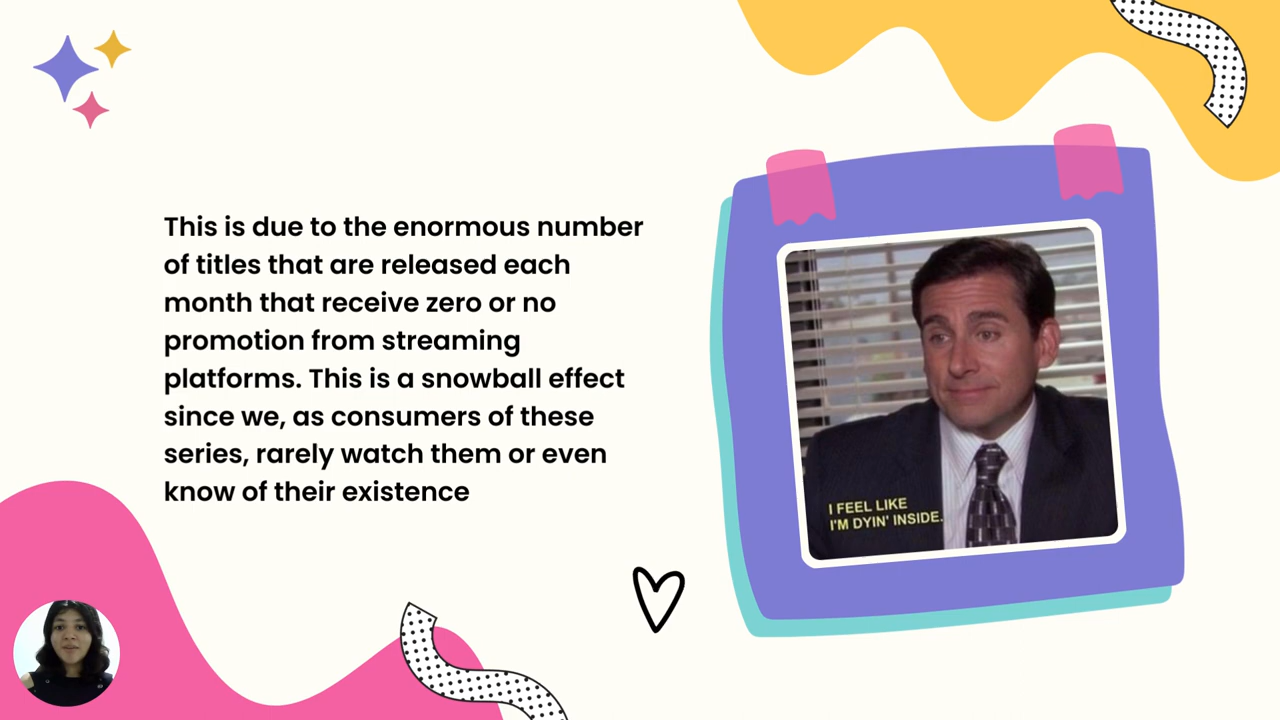 This is due to the enormous number
of titles that are released each
month that receive zero or no
promotion from streaming
platforms. This is a snowball effect
since we, as consumers of these
series, rarely watch them or even
know of their existence
I FEEL LIKE
I'M DYIN' INSIDE.